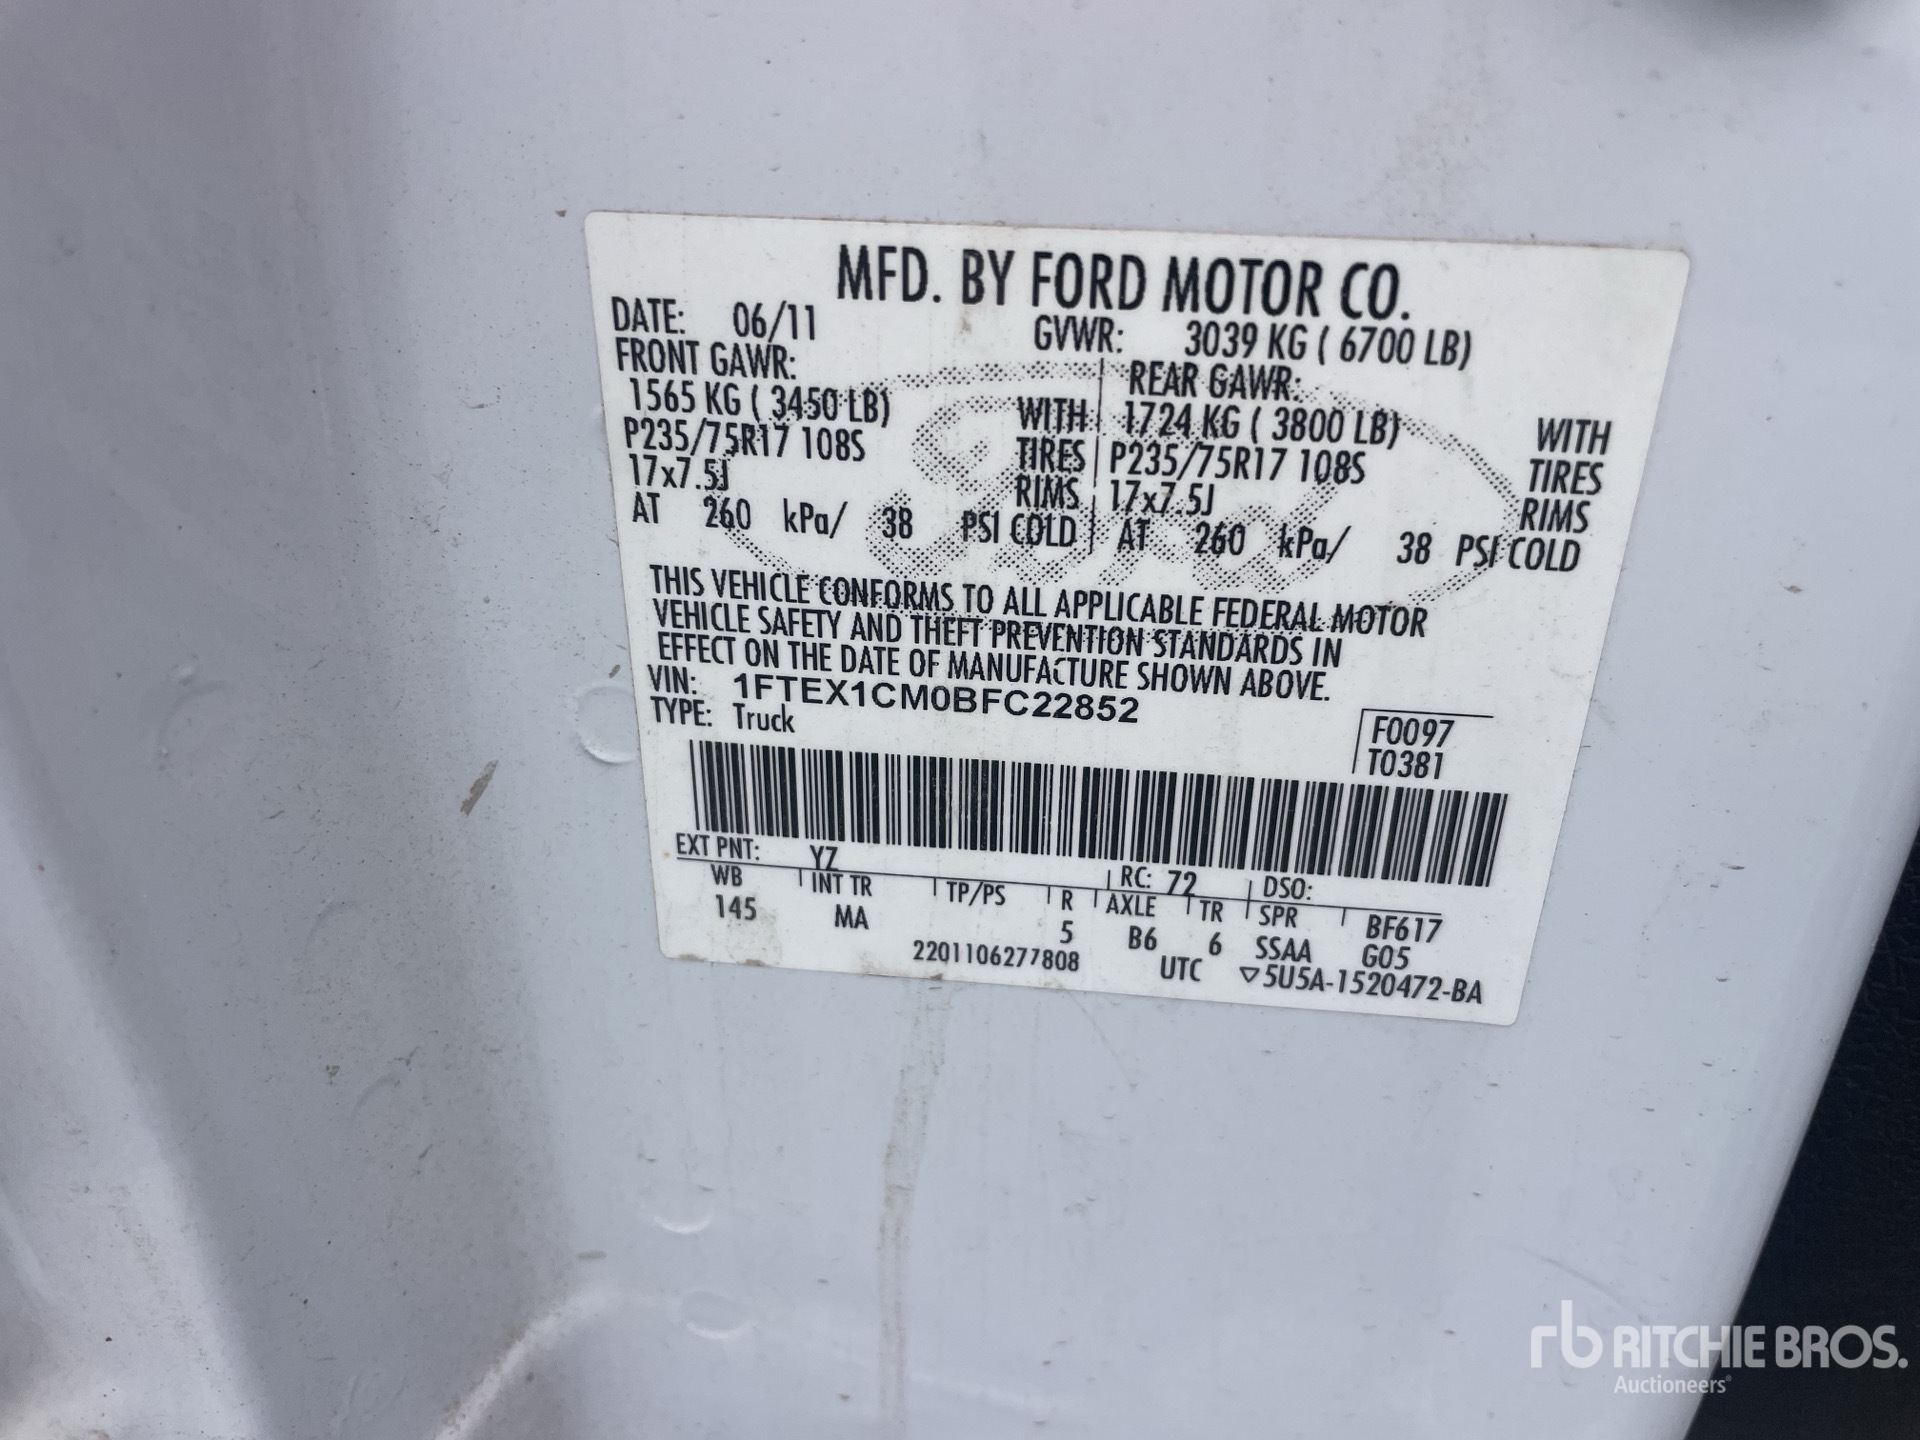 MFD. BY FORD MOTOR CO.
DATE: 06/11 GVWR: 3039 KG ( 6700 LB)
FRONT GAWR: REAR GAWR:
1565 KG ( 3450 LB) WITH 1724 KG ( 3800 LB) WITH
P235/75R17 108S TIRES P235/75R17 108S TIRES
17x7.5J RIMS 17x7.5J RIMS
AT 260 kPa/ 38 PSI COLD AT 260 kPa/ 38 PSI COLD
Ford
THIS VEHICLE CONFORMS TO ALL APPLICABLE FEDERAL MOTOR
VEHICLE SAFETY AND THEFT PREVENTION STANDARDS IN
EFFECT ON THE DATE OF MANUFACTURE SHOWN ABOVE.
VIN: 1FTEX1CM0BFC22852
TYPE: Truck
F0097
T0381
EXT PNT: YZ RC: 72 DSO:
WB INT TR TP/PS R AXLE TR SPR BF617
145 MA 5 B6 6 SSAA G05
2201106277808 UTC ▽5U5A-1520472-BA
rb RITCHIE BROS.
Auctioneers®